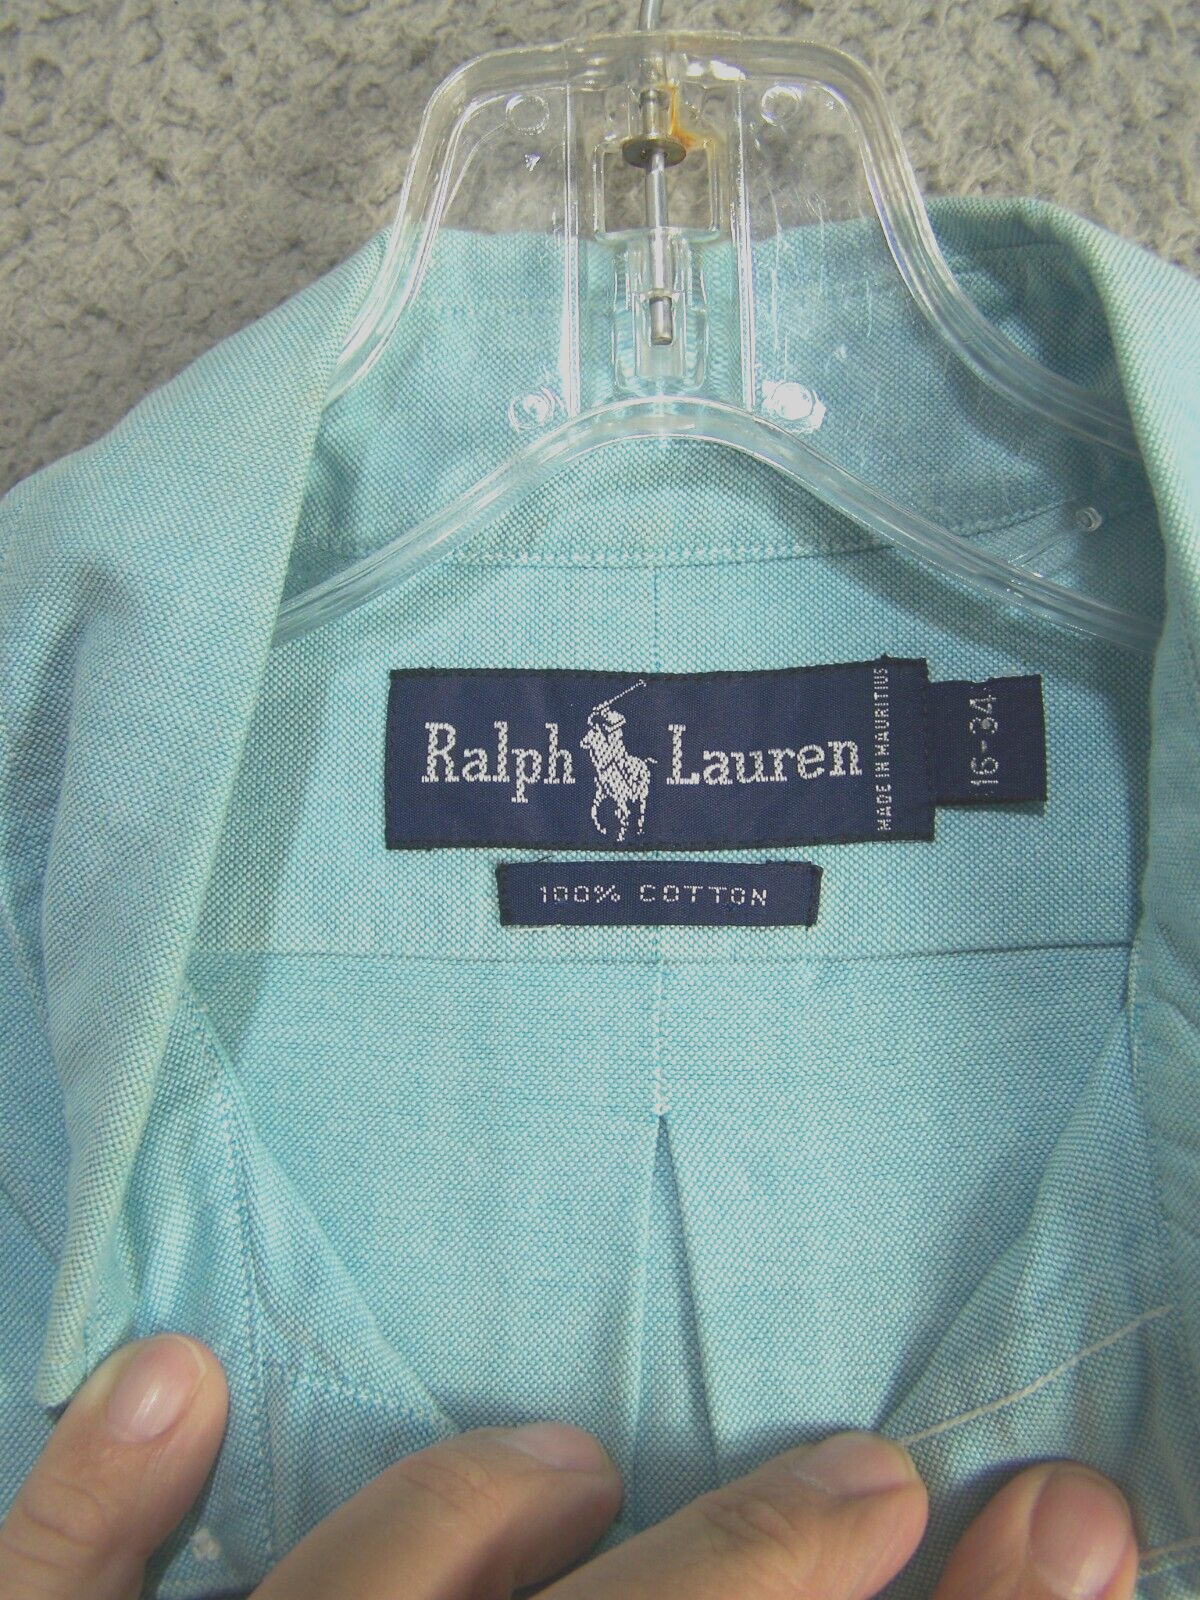 Ralph Lauren
MADE IN MAURITIUS
16-34
100% COTTON